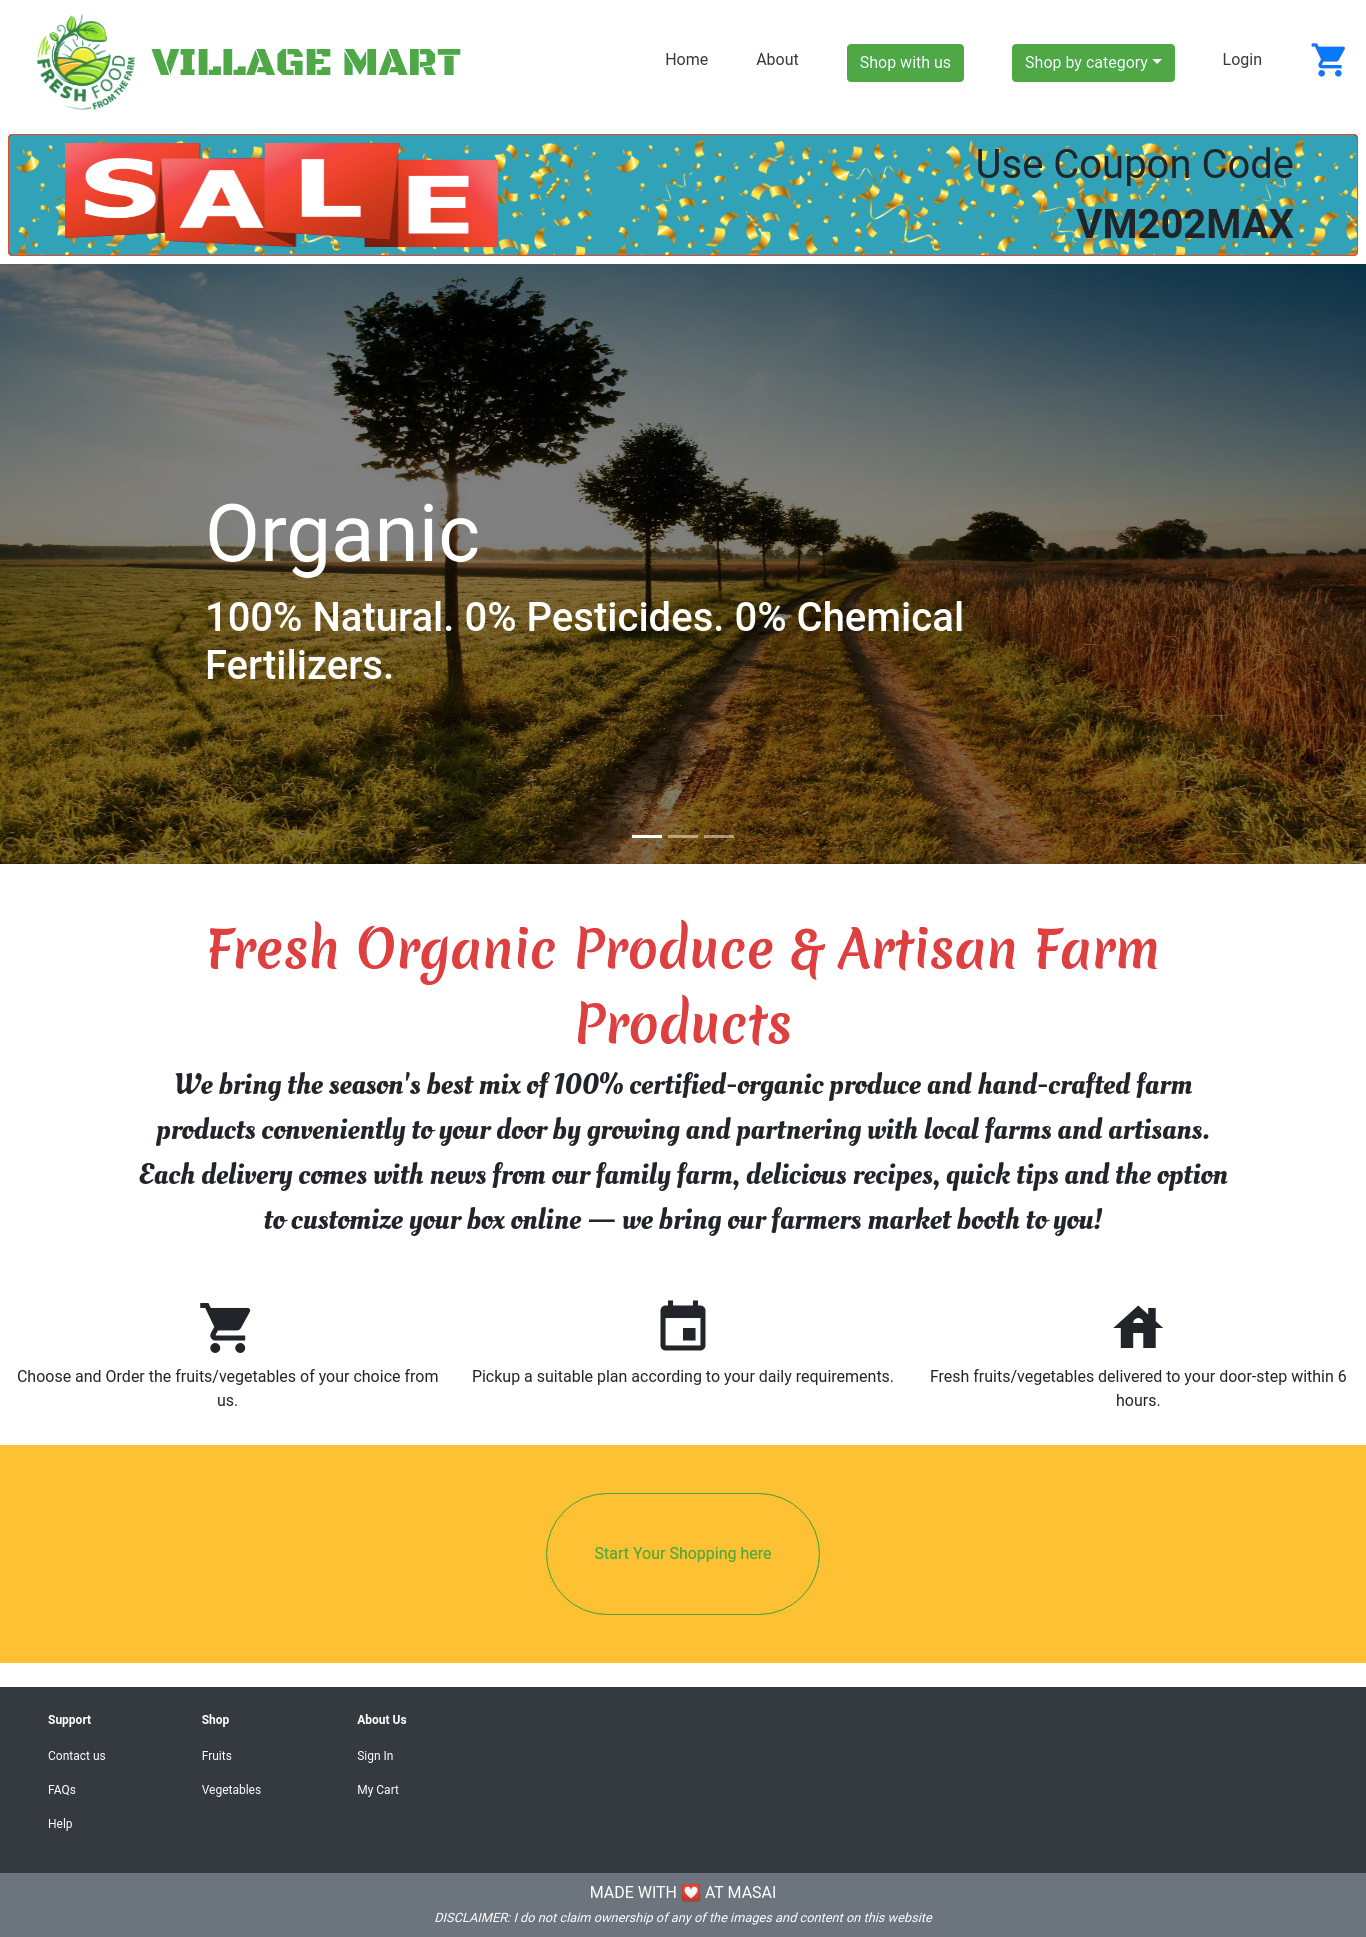 FRESH FOOD
FROM THE FARM
VILLAGE MART
Home
About
Shop with us
Shop by category
Login
SALE
Use Coupon Code
VM202MAX
Organic
100% Natural. 0% Pesticides. 0% Chemical
Fertilizers.
Fresh Organic Produce & Artisan Farm
Products
We bring the season's best mix of 100% certified-organic produce and hand-crafted farm
products conveniently to your door by growing and partnering with local farms and artisans.
Each delivery comes with news from our family farm, delicious recipes, quick tips and the option
to customize your box online — we bring our farmers market booth to you!
Choose and Order the fruits/vegetables of your choice from
us.
Pickup a suitable plan according to your daily requirements.
Fresh fruits/vegetables delivered to your door-step within 6
hours.
Start Your Shopping here
Support
Contact us
FAQs
Help
Shop
Fruits
Vegetables
About Us
Sign In
My Cart
MADE WITH 💟 AT MASAI
DISCLAIMER: I do not claim ownership of any of the images and content on this website